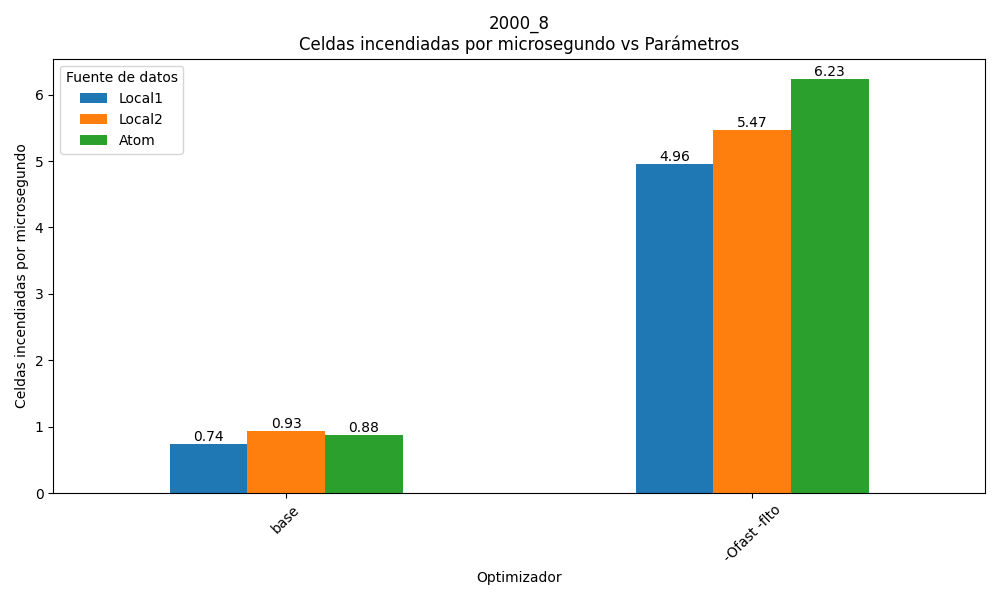 2000_8
Celdas incendiadas por microsegundo vs Parámetros
Fuente de datos
Local1
Local2
Atom
Celdas incendiadas por microsegundo
6
5
4
3
2
1
0
0.74
0.93
0.88
4.96
5.47
6.23
base
-Ofast -flto
Optimizador